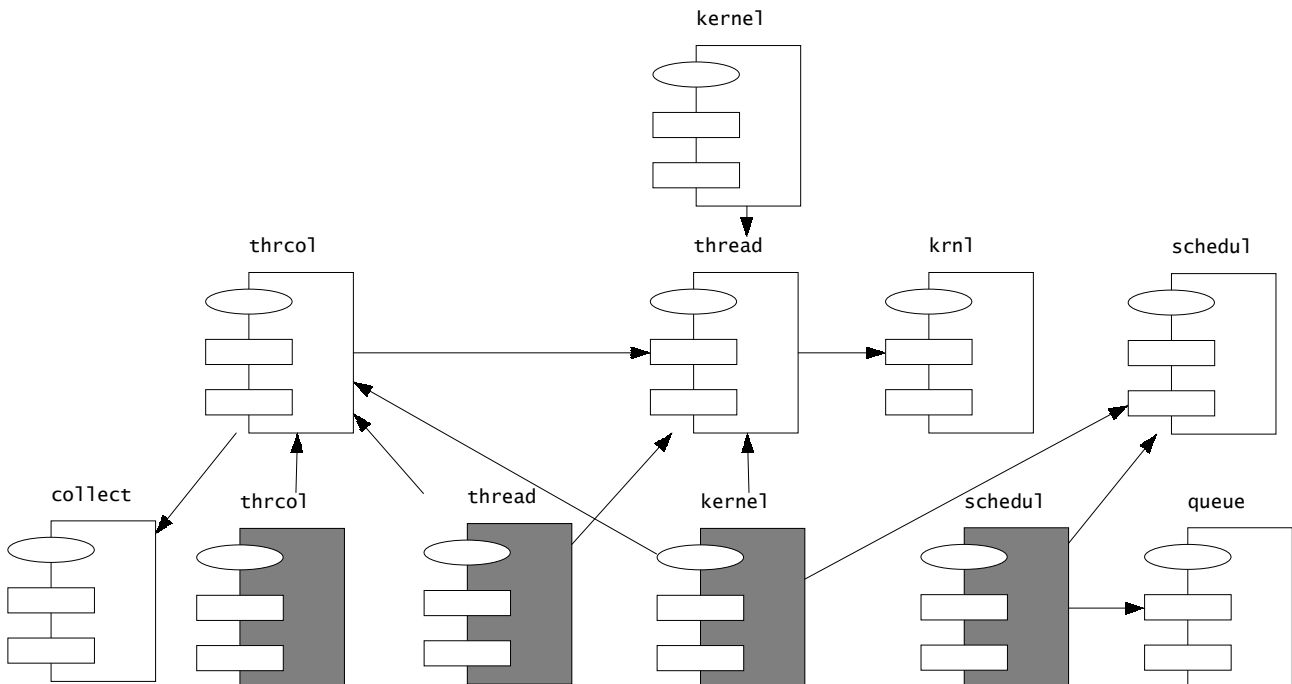 kernel
thrcol
thread
krnl
schedul
collect
thrcol
thread
kernel
schedul
queue